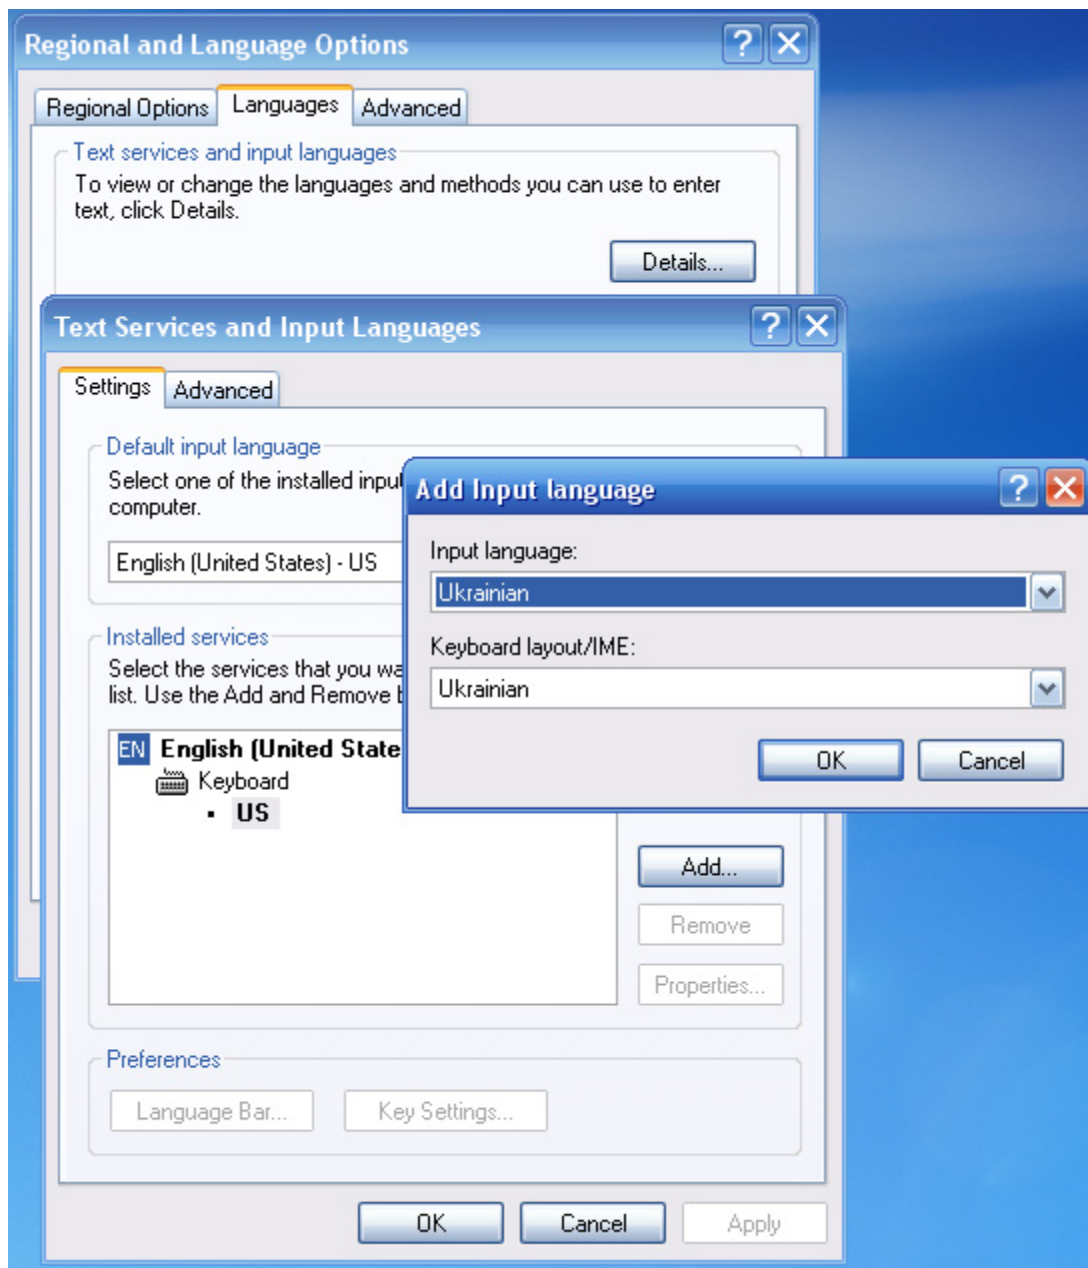 Regional and Language Options
Regional Options Languages Advanced
Text services and input languages
To view or change the languages and methods you can use to enter
text, click Details.
Details...
Text Services and Input Languages
Settings Advanced
Default input language
Select one of the installed input
computer.
English (United States) - US
Installed services
Select the services that you wa
list. Use the Add and Remove b
EN English (United State
Keyboard
US
Add...
Remove
Properties...
Preferences
Language Bar... Key Settings...
OK Cancel Apply
Add Input language
Input language:
Ukrainian
Keyboard layout/IME:
Ukrainian
OK Cancel